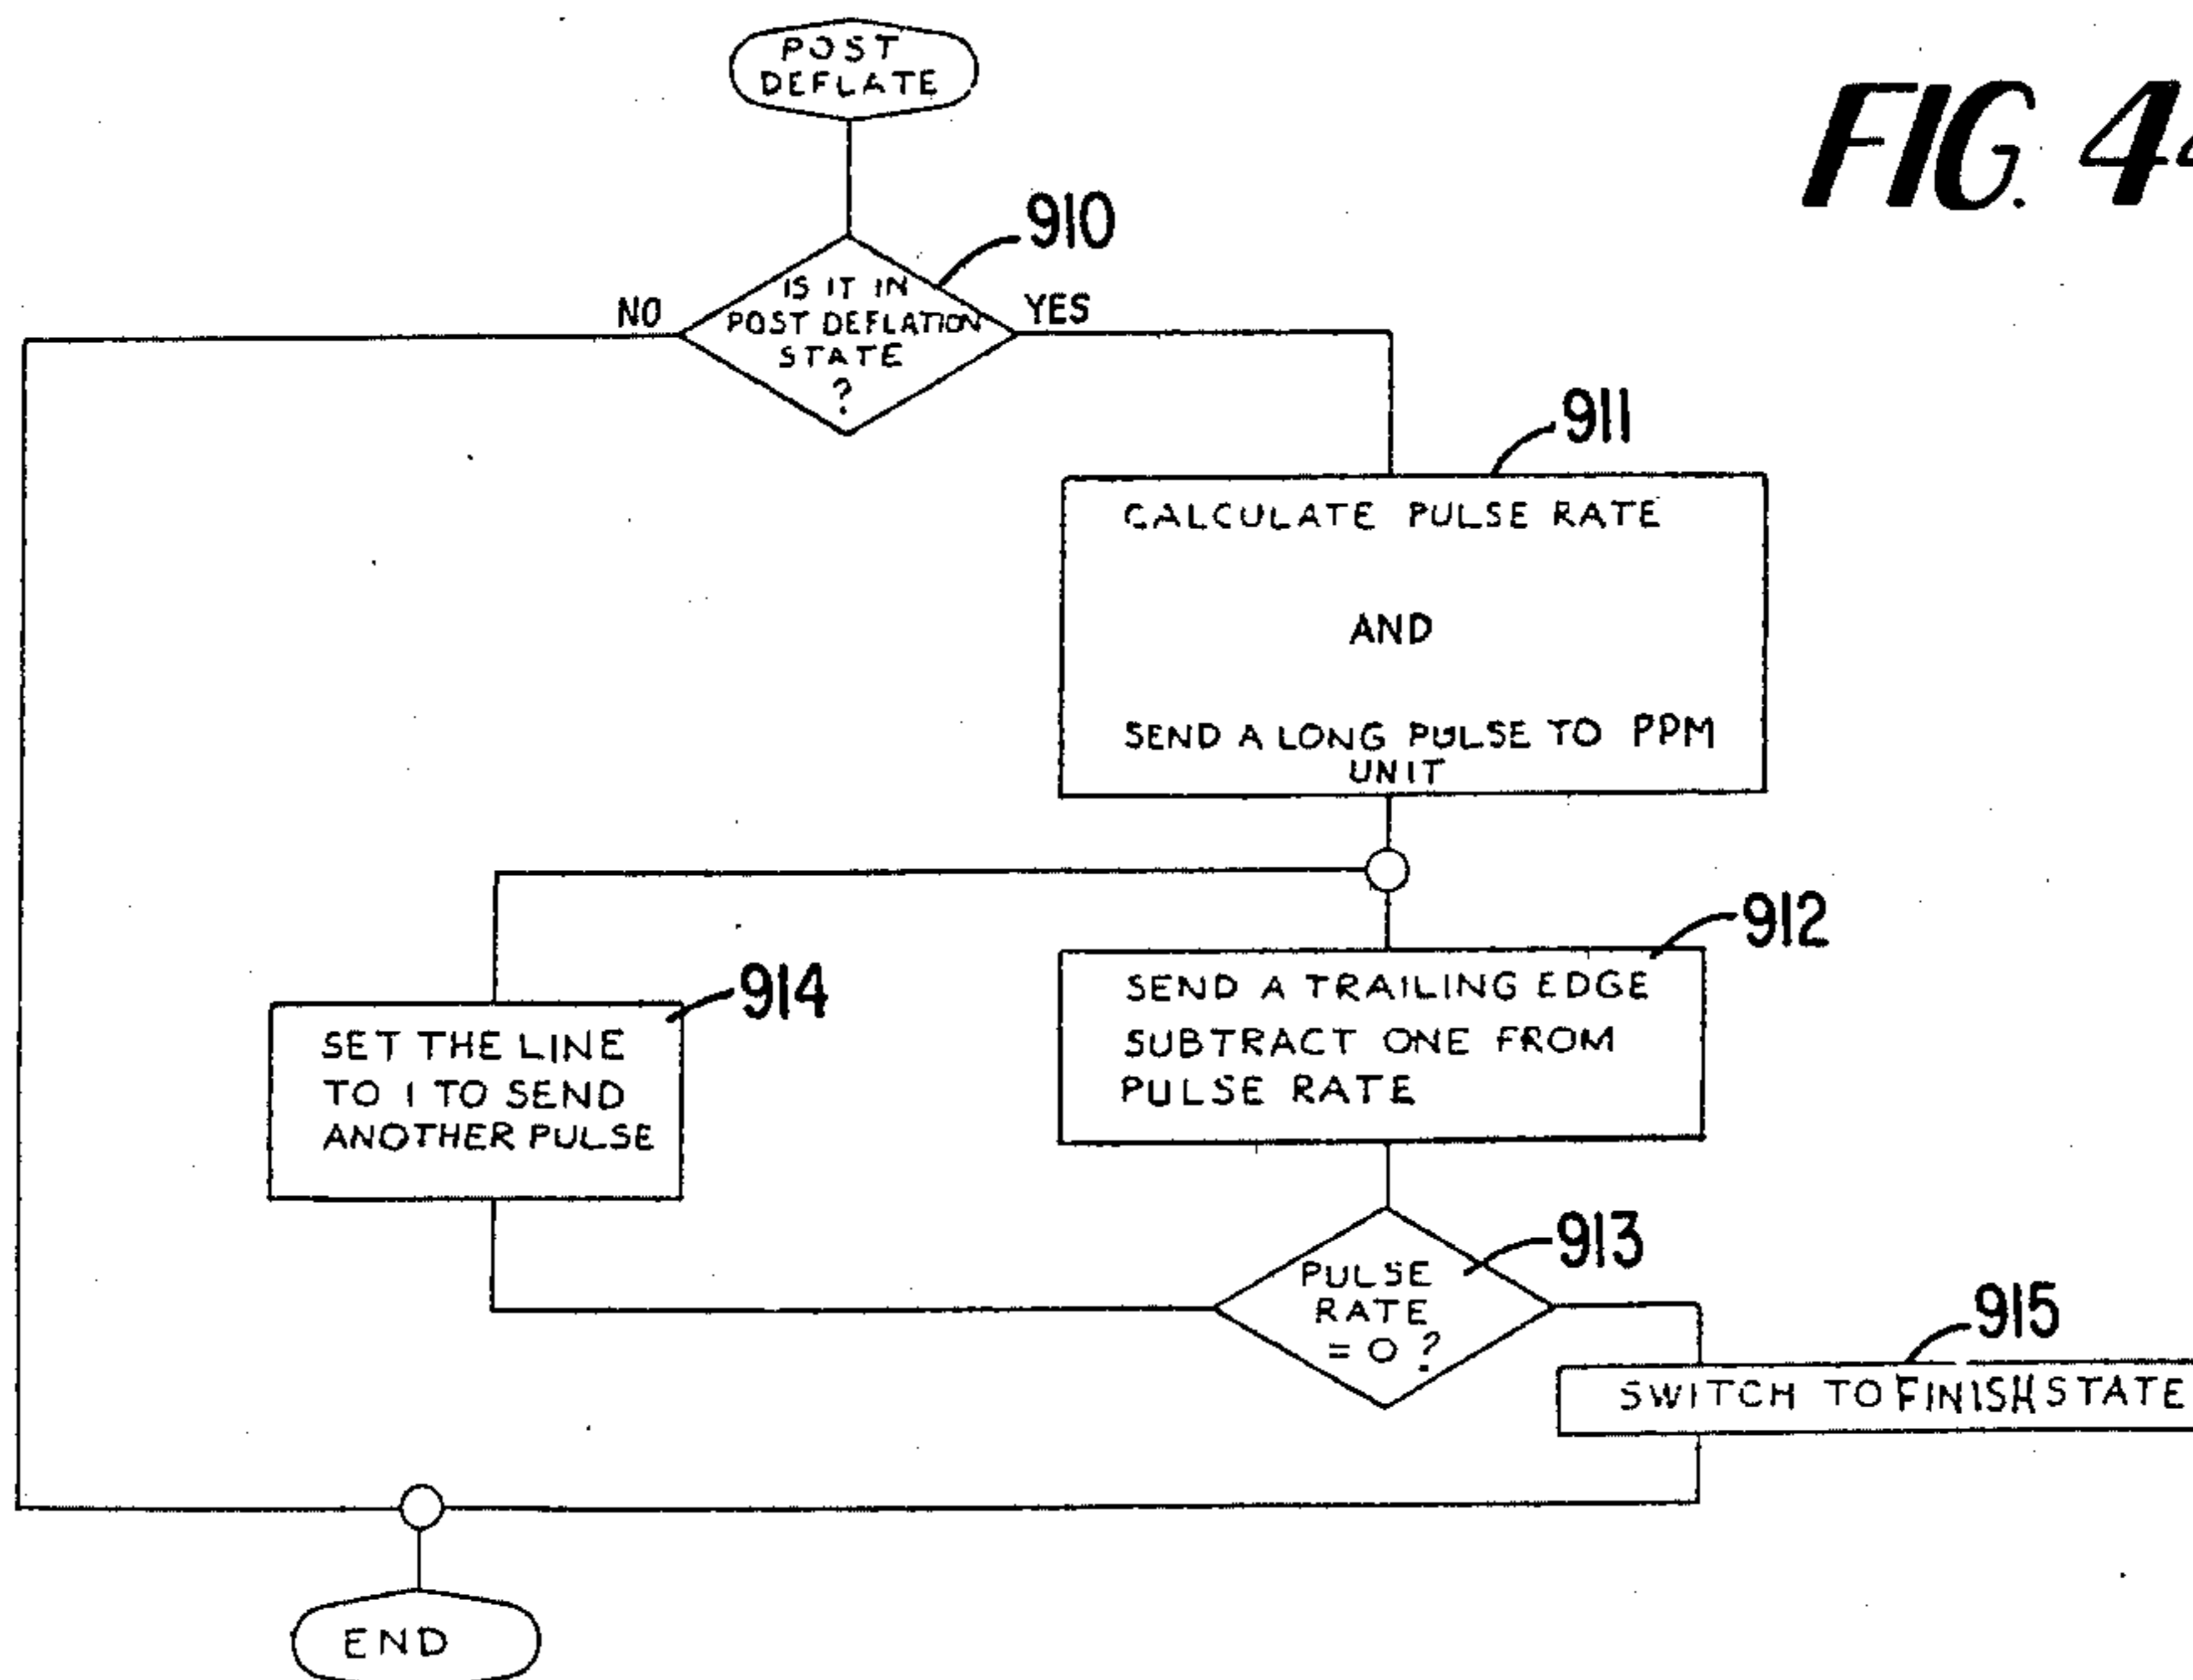 POST
DEFLATE
FIG. 44
910
IS IT IN
POST DEFLATION
STATE
?
NO
YES
911
CALCULATE PULSE RATE
AND
SEND A LONG PULSE TO PPM
UNIT
912
SEND A TRAILING EDGE
SUBTRACT ONE FROM
PULSE RATE
914
SET THE LINE
TO 1 TO SEND
ANOTHER PULSE
913
PULSE
RATE
= 0 ?
915
SWITCH TO FINISH STATE
END